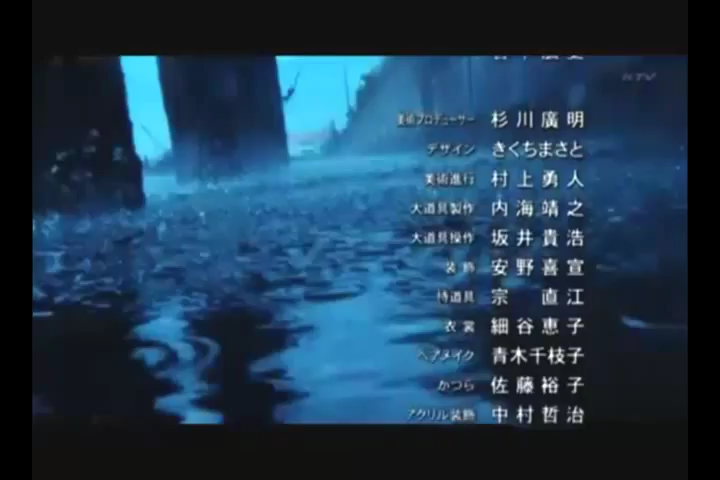 美術プロデューサー 杉川廣明
デザイン きくちまさと
美術進行 村上勇人
大道具製作 内海靖之
大道具操作 坂井貴浩
装飾 安野喜宣
持道具 宗 直江
衣裳 細谷恵子
ヘアメイク 青木千枝子
かつら 佐藤裕子
アクリル装飾 中村哲治